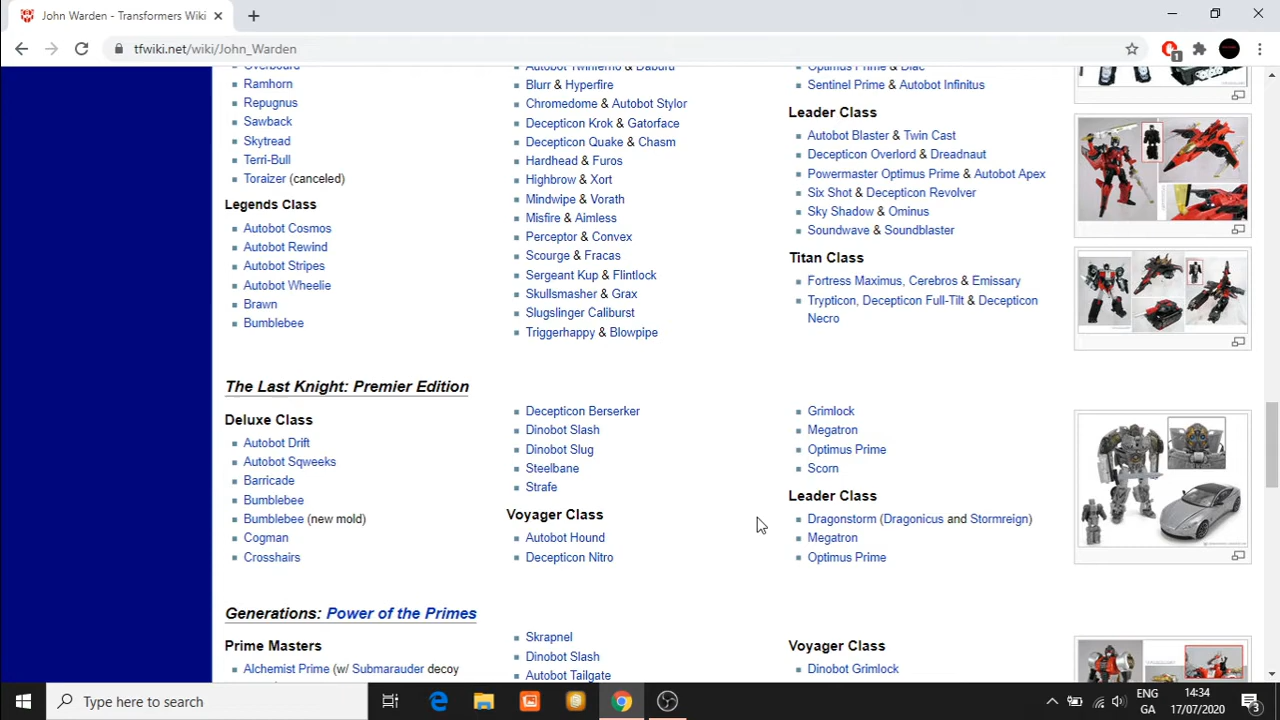 John Warden - Transformers Wiki
tfwiki.net/wiki/John_Warden
1
Overboard
Ramhorn
Repugnus
Sawback
Skytread
Terri-Bull
Toraizer (canceled)
Legends Class
Autobot Cosmos
Autobot Rewind
Autobot Stripes
Autobot Wheelie
Brawn
Bumblebee
Autobot Twinferno & Daburu
Blurr & Hyperfire
Chromedome & Autobot Stylor
Decepticon Krok & Gatorface
Decepticon Quake & Chasm
Hardhead & Furos
Highbrow & Xort
Mindwipe & Vorath
Misfire & Aimless
Perceptor & Convex
Scourge & Fracas
Sergeant Kup & Flintlock
Skullsmasher & Grax
Slugslinger Caliburst
Triggerhappy & Blowpipe
Optimus Prime & Diac
Sentinel Prime & Autobot Infinitus
Leader Class
Autobot Blaster & Twin Cast
Decepticon Overlord & Dreadnaut
Powermaster Optimus Prime & Autobot Apex
Six Shot & Decepticon Revolver
Sky Shadow & Ominus
Soundwave & Soundblaster
Titan Class
Fortress Maximus, Cerebros & Emissary
Trypticon, Decepticon Full-Tilt & Decepticon
Necro
The Last Knight: Premier Edition
Deluxe Class
Autobot Drift
Autobot Sqweeks
Barricade
Bumblebee
Bumblebee (new mold)
Cogman
Crosshairs
Decepticon Berserker
Dinobot Slash
Dinobot Slug
Steelbane
Strafe
Voyager Class
Autobot Hound
Decepticon Nitro
Grimlock
Megatron
Optimus Prime
Scorn
Leader Class
Dragonstorm (Dragonicus and Stormreign)
Megatron
Optimus Prime
Generations: Power of the Primes
Prime Masters
Alchemist Prime (w/ Submarauder decoy
Skrapnel
Dinobot Slash
Autobot Tailgate
Voyager Class
Dinobot Grimlock
Type here to search
ENG
GA
14:34
17/07/2020
3